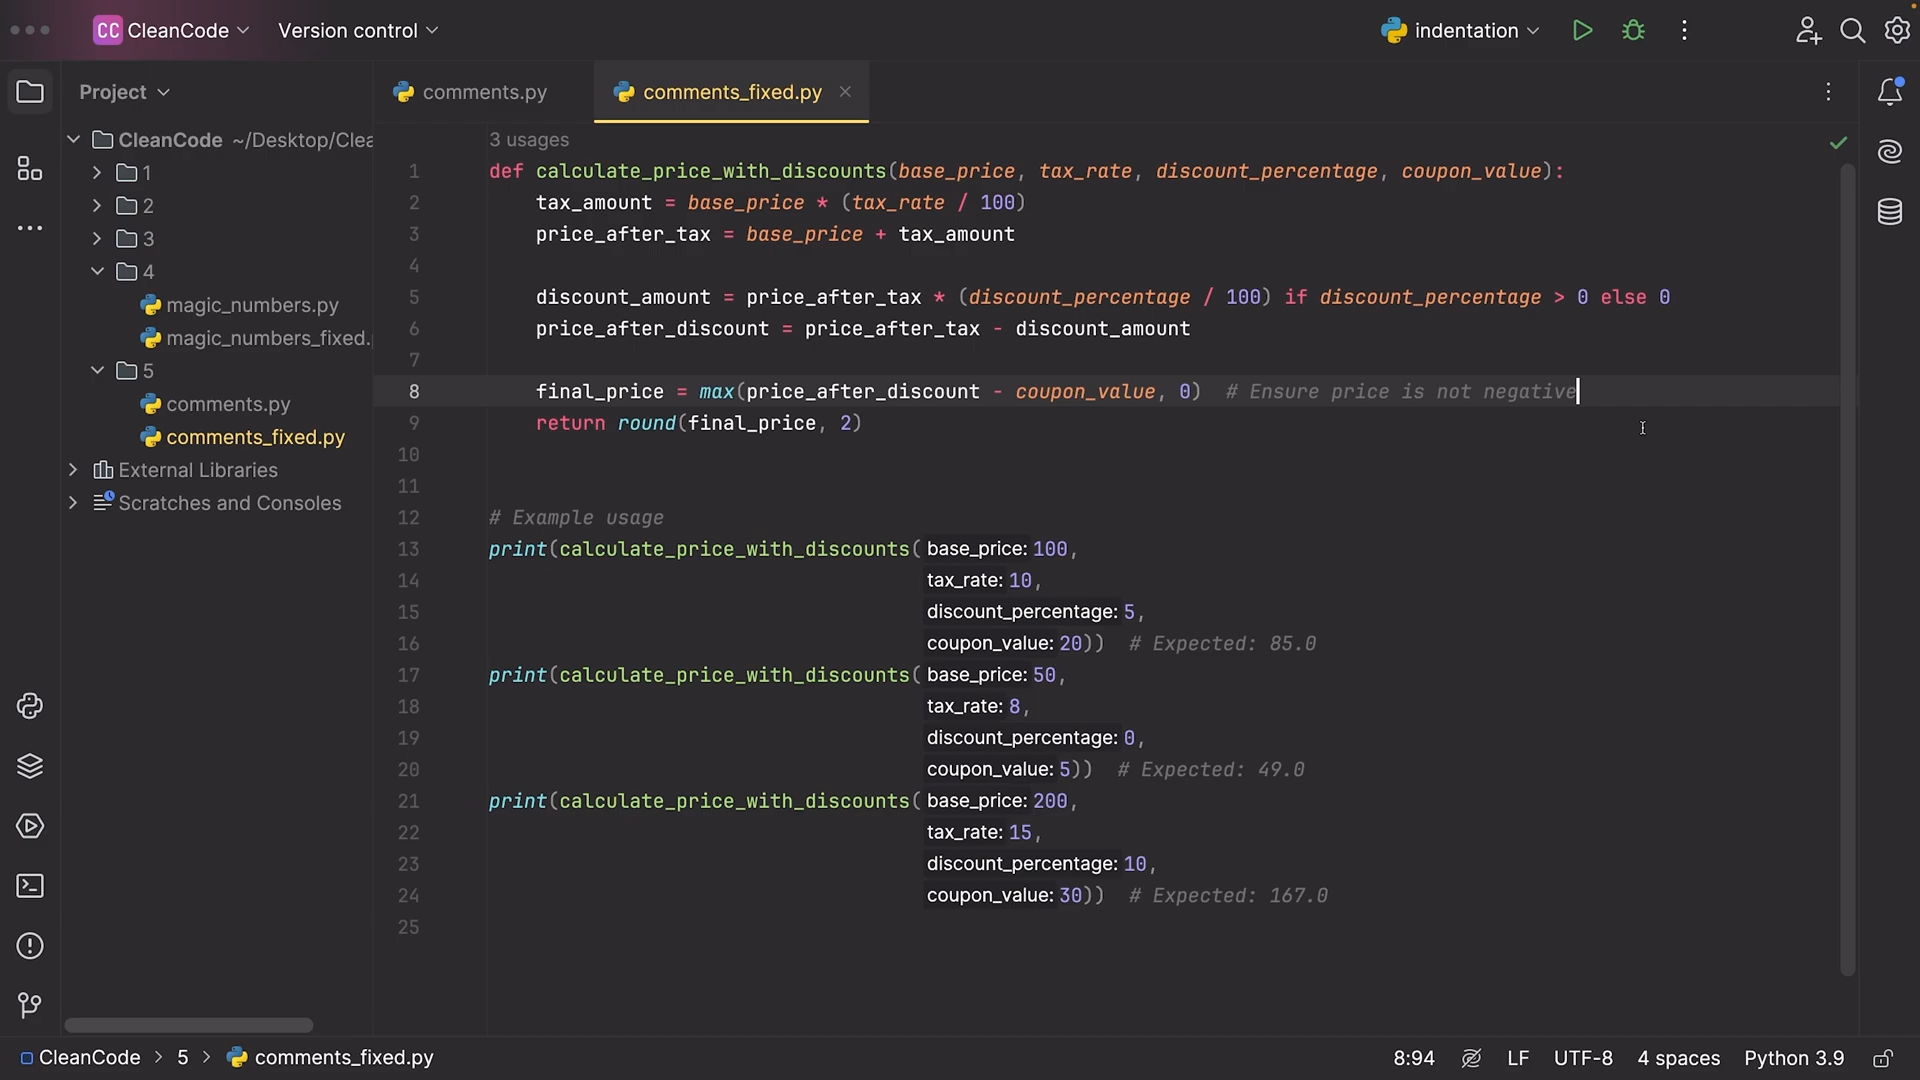 CC CleanCode Version control indentation
Project comments.py comments_fixed.py
CleanCode ~/Desktop/Clea
1
2
3
4
magic_numbers.py
magic_numbers_fixed.
5
comments.py
comments_fixed.py
External Libraries
Scratches and Consoles
3 usages
1 def calculate_price_with_discounts(base_price, tax_rate, discount_percentage, coupon_value):
2 tax_amount = base_price * (tax_rate / 100)
3 price_after_tax = base_price + tax_amount
4
5 discount_amount = price_after_tax * (discount_percentage / 100) if discount_percentage > 0 else 0
6 price_after_discount = price_after_tax - discount_amount
7
8 final_price = max(price_after_discount - coupon_value, 0)  # Ensure price is not negative
9 return round(final_price, 2)
10
11
12 # Example usage
13 print(calculate_price_with_discounts( base_price: 100,
14 tax_rate: 10,
15 discount_percentage: 5,
16 coupon_value: 20))  # Expected: 85.0
17 print(calculate_price_with_discounts( base_price: 50,
18 tax_rate: 8,
19 discount_percentage: 0,
20 coupon_value: 5))  # Expected: 49.0
21 print(calculate_price_with_discounts( base_price: 200,
22 tax_rate: 15,
23 discount_percentage: 10,
24 coupon_value: 30))  # Expected: 167.0
25
CleanCode > 5 > comments_fixed.py 8:94 LF UTF-8 4 spaces Python 3.9